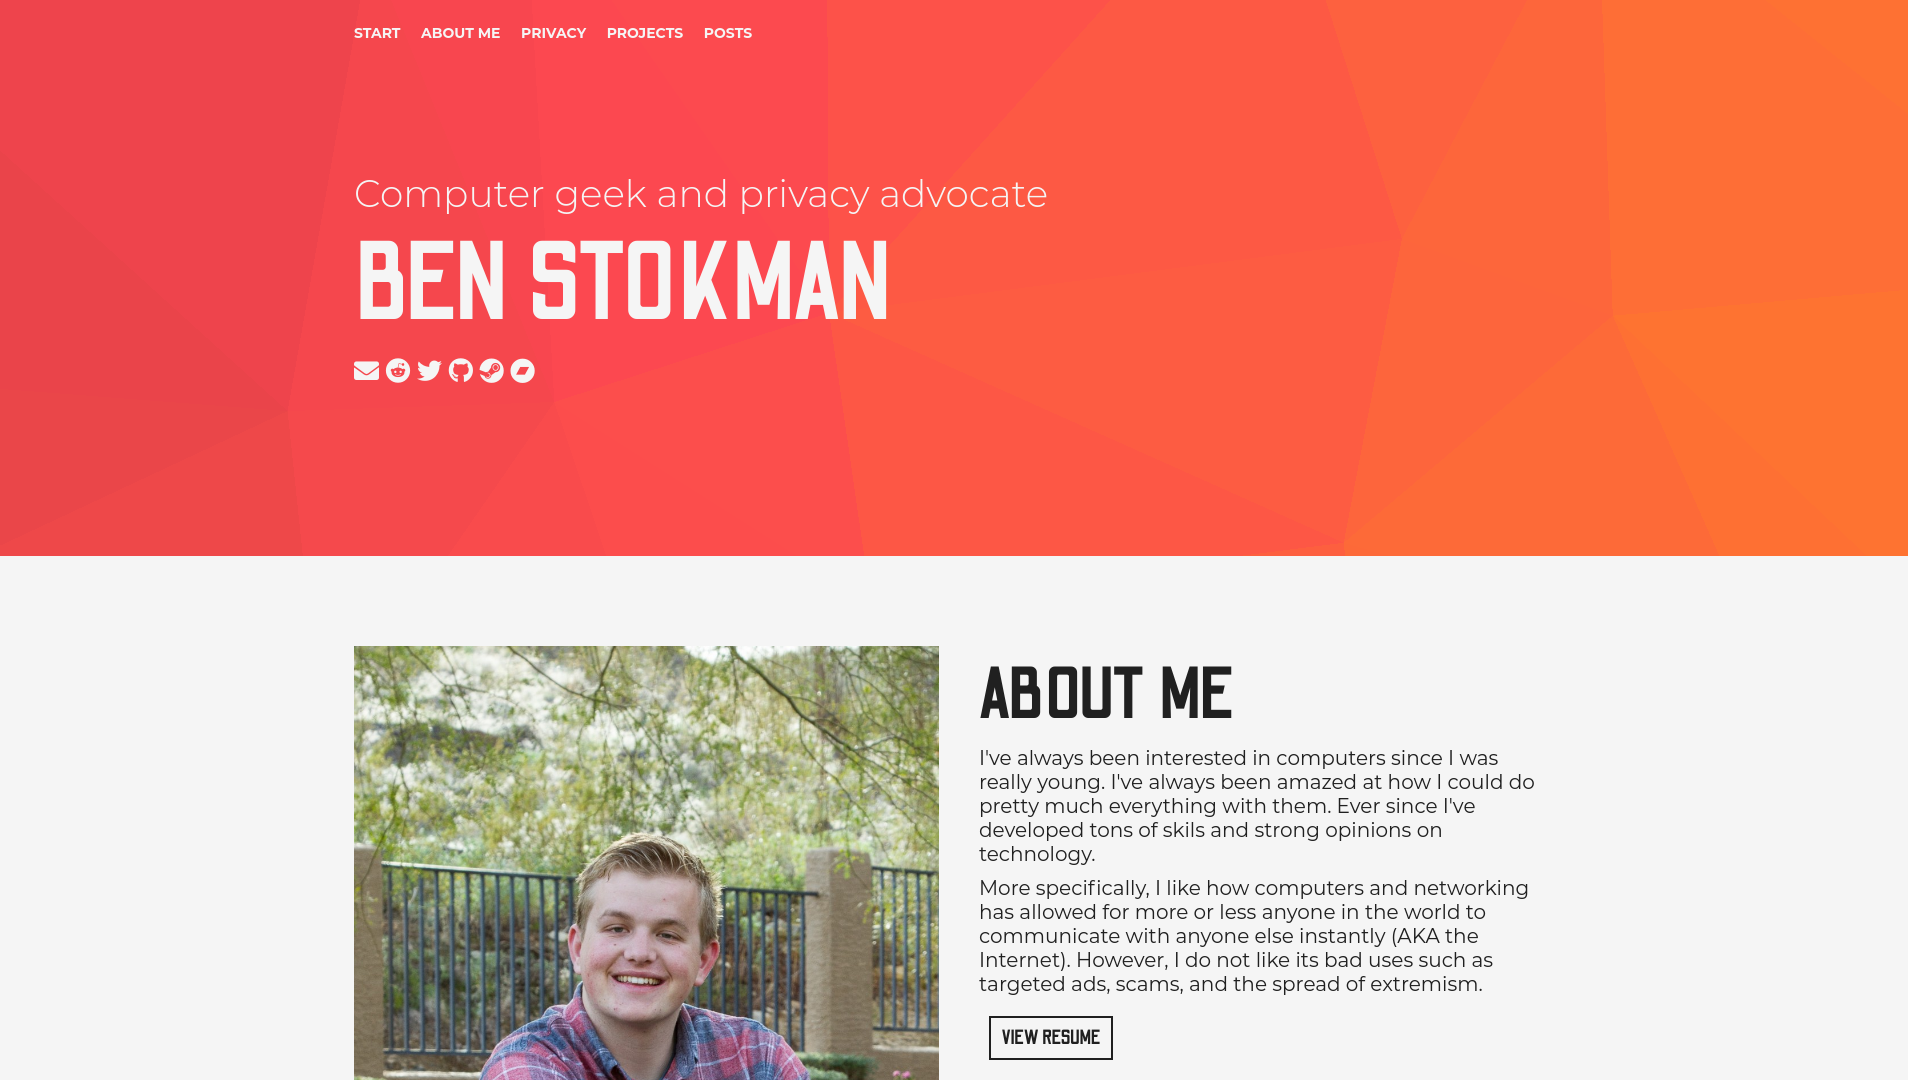 START ABOUT ME PRIVACY PROJECTS POSTS
Computer geek and privacy advocate
BEN STOKMAN
ABOUT ME
I've always been interested in computers since I was
really young. I've always been amazed at how I could do
pretty much everything with them. Ever since I've
developed tons of skils and strong opinions on
technology.
More specifically, I like how computers and networking
has allowed for more or less anyone in the world to
communicate with anyone else instantly (AKA the
Internet). However, I do not like its bad uses such as
targeted ads, scams, and the spread of extremism.
VIEW RESUME